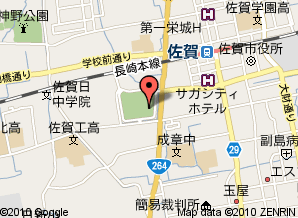 神野公園
第一栄城H
佐賀学園高
学校前通り
佐賀
長崎本線
佐賀市役所
佐賀日
中学院
サガシティ
ホテル
大財通り
北高
佐賀工高
成章中
264
29
副島病
エス
玉屋
簡易裁判所
©2010 Google
Map data ©2010 ZENRIN